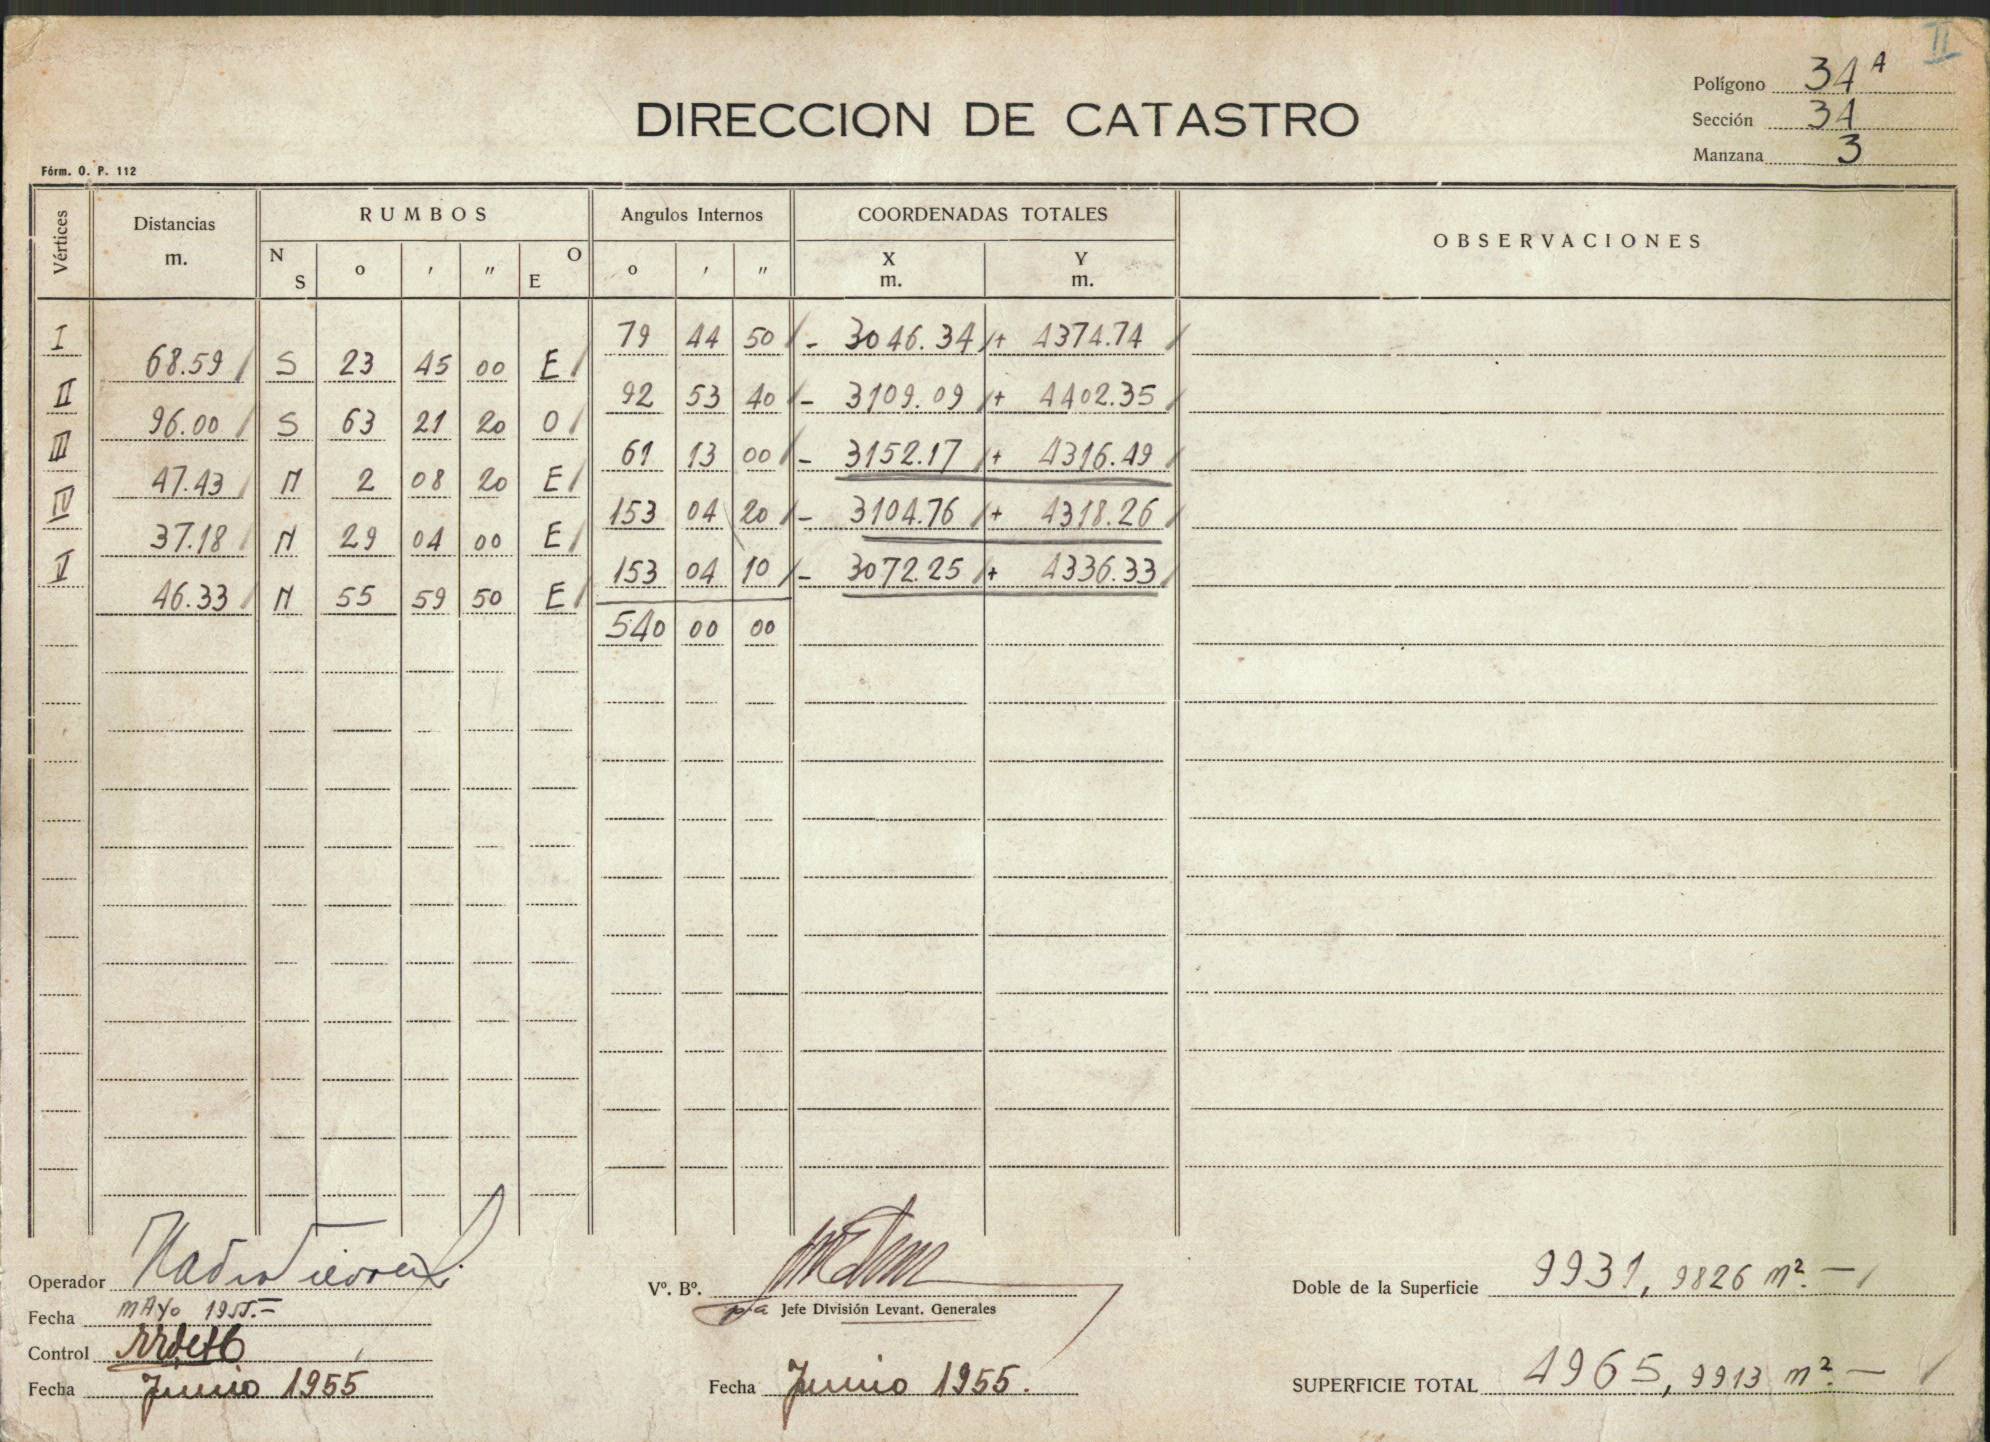 II
Polígono 34 A
DIRECCION DE CATASTRO
Sección 34
Manzana 3
Fórm. O. P. 112
Vértices Distancias m. RUMBOS Angulos Internos COORDENADAS TOTALES OBSERVACIONES
N S o ′ ″ O E o ′ ″ X m. Y m.
I 79 44 50 - 3046.34 + 4374.74
68.59 S 23 45 00 E
II 92 53 40 - 3109.09 + 4402.35
96.00 S 63 21 20 O
III 61 13 00 - 3152.17 + 4316.49
47.43 N 2 08 20 E
IV 153 04 20 - 3104.76 + 4318.26
37.18 N 29 04 00 E
V 153 04 10 - 3072.25 + 4336.33
46.33 N 55 59 50 E
540 00 00
Operador
Vº. Bº.
Doble de la Superficie 9931, 9826 m². —
Fecha MAYO 1955.—
p/a Jefe División Levant. Generales
Control
Fecha Junio 1955
Fecha Junio 1955.
SUPERFICIE TOTAL 4965, 9913 m². —